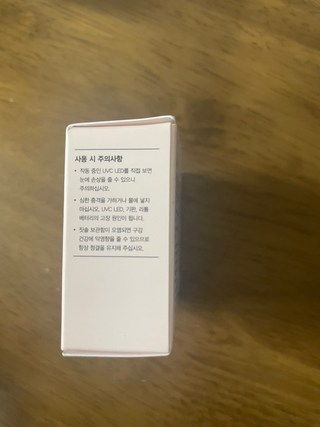 사용 시 주의사항
• 작동 중인 UVC LED를 직접 보면
눈에 손상을 줄 수 있으니
주의하십시오.
• 심한 충격을 가하거나 물에 넣지
마십시오. UVC LED, 기판, 리튬
배터리의 고장 원인이 됩니다.
• 칫솔 보관함이 오염되면 구강
건강에 악영향을 줄 수 있으므로
항상 청결을 유지해 주십시오.